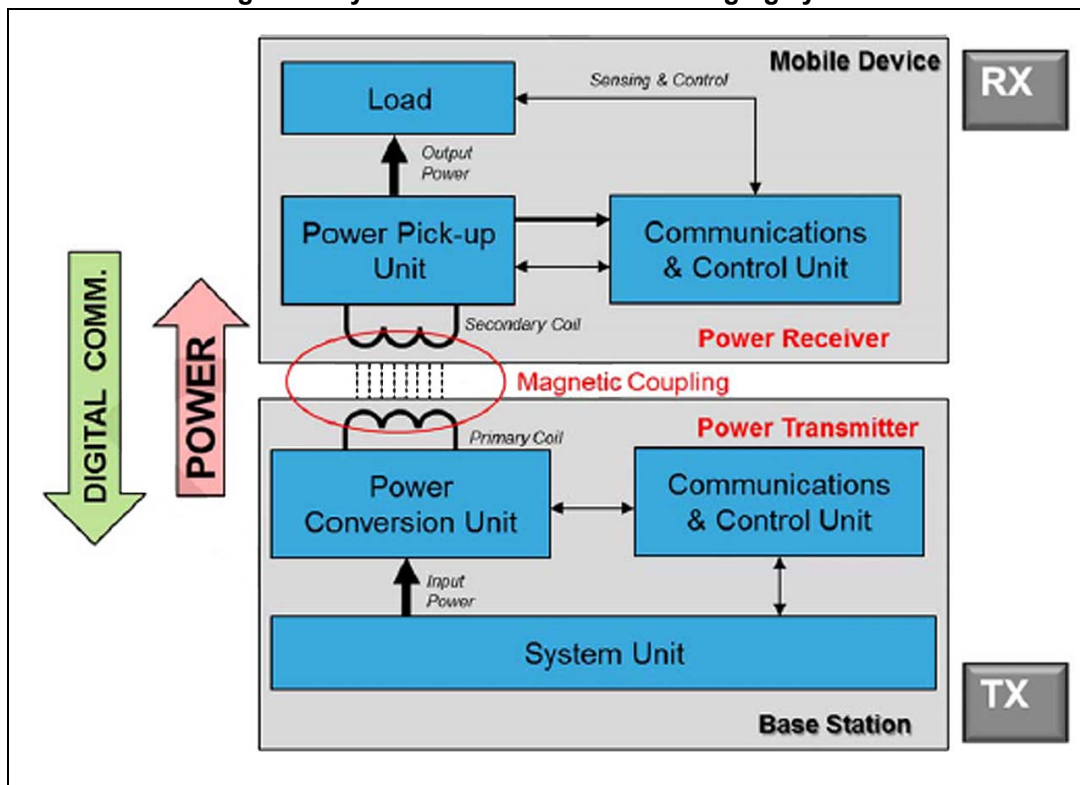 Mobile Device
RX
Sensing & Control
Load
Output
Power
Power Pick-up
Unit
Communications
& Control Unit
Secondary Coil
Power Receiver
DIGITAL COMM.
POWER
Magnetic Coupling
Power Transmitter
Primary Coil
Power
Conversion Unit
Communications
& Control Unit
Input
Power
System Unit
TX
Base Station